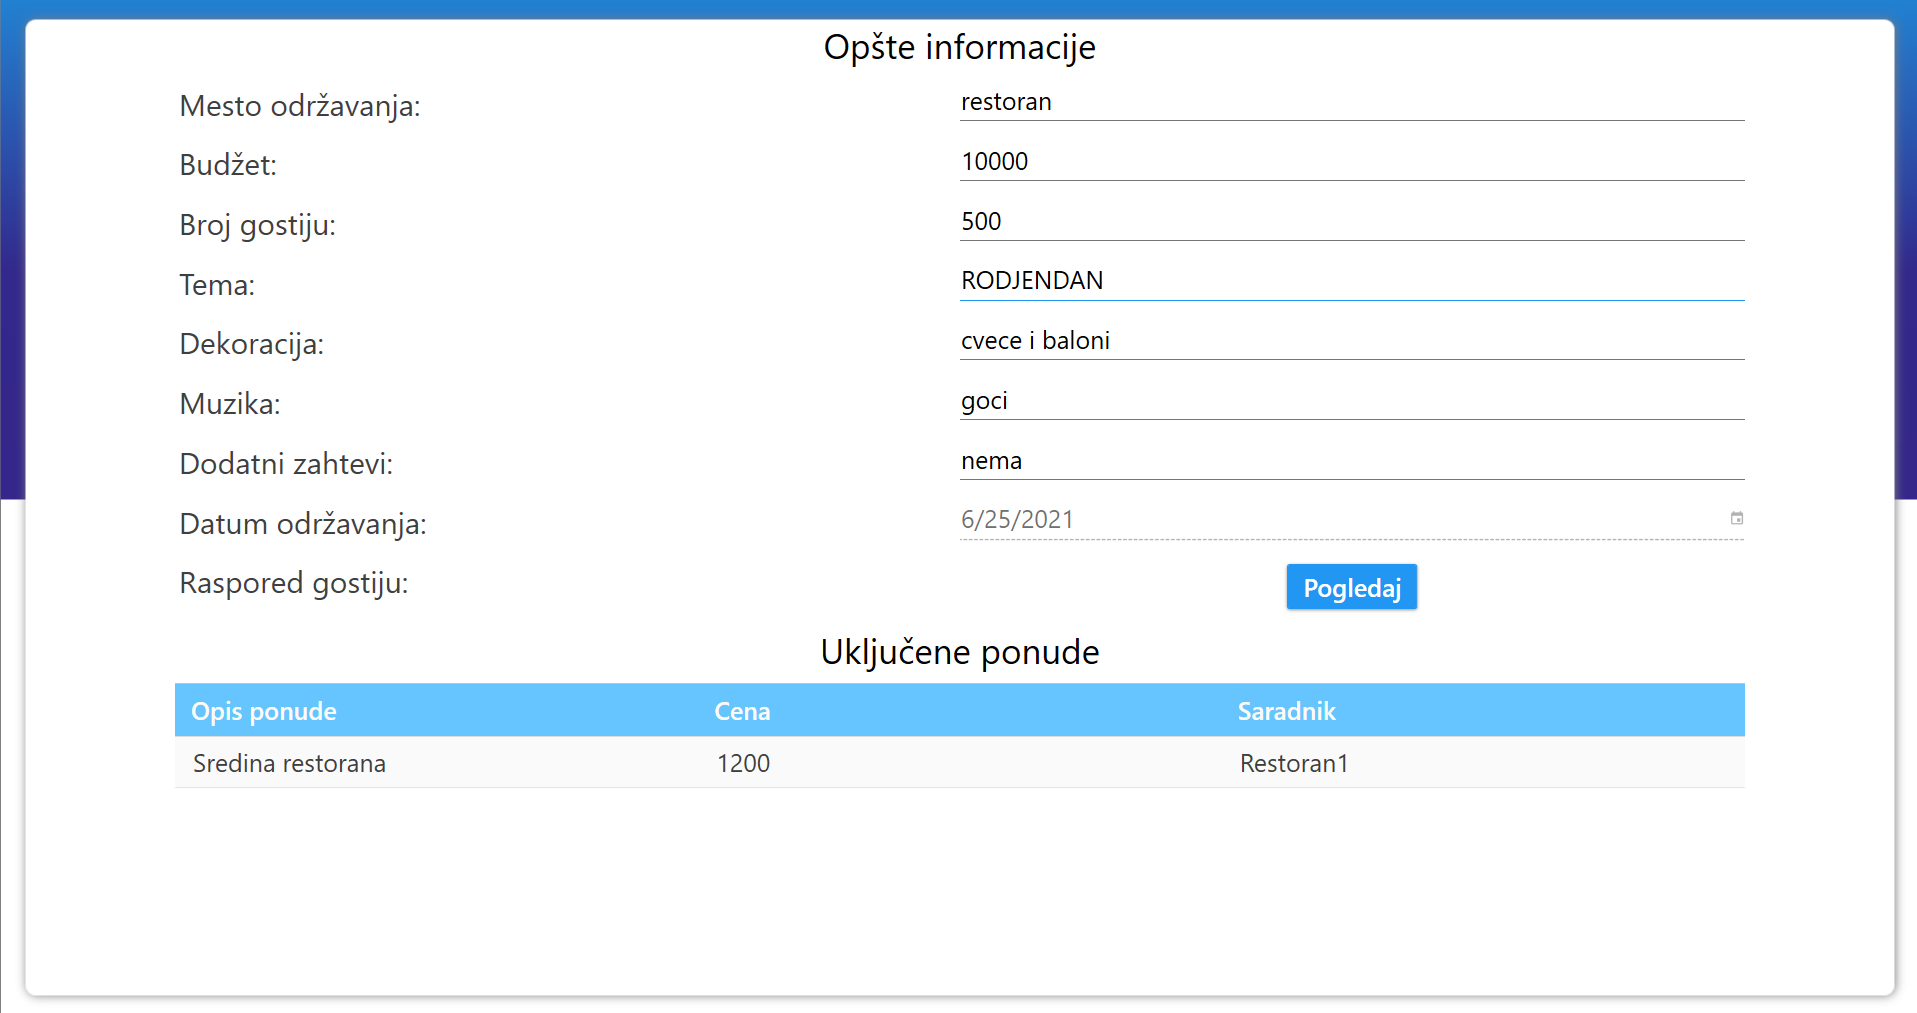 Opšte informacije
Mesto održavanja: restoran
Budžet: 10000
Broj gostiju: 500
Tema: RODJENDAN
Dekoracija: cvece i baloni
Muzika: goci
Dodatni zahtevi: nema
Datum održavanja: 6/25/2021
Raspored gostiju: Pogledaj
Uključene ponude
Opis ponude Cena Saradnik
Sredina restorana 1200 Restoran1